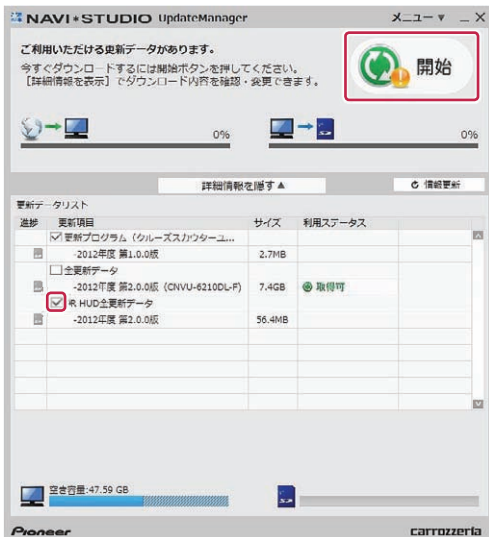 NAVI*STUDIO UpdateManager
メニュー ▼ _ X
ご利用いただける更新データがあります。
今すぐダウンロードするには開始ボタンを押してください。
[詳細情報を表示]でダウンロード内容を確認・変更できます。
開始
0%
0%
詳細情報を隠す▲
情報更新
更新データリスト
進捗 更新項目 サイズ 利用ステータス
更新プログラム(クルーズスカウターユ...
-2012年度 第1.0.0版 2.7MB
全更新データ
-2012年度 第2.0.0版 (CNVU-6210DL-F) 7.4GB 取得可
R HUD全更新データ
-2012年度 第2.0.0版 56.4MB
空き容量:47.59 GB
Pioneer
carrozzeria